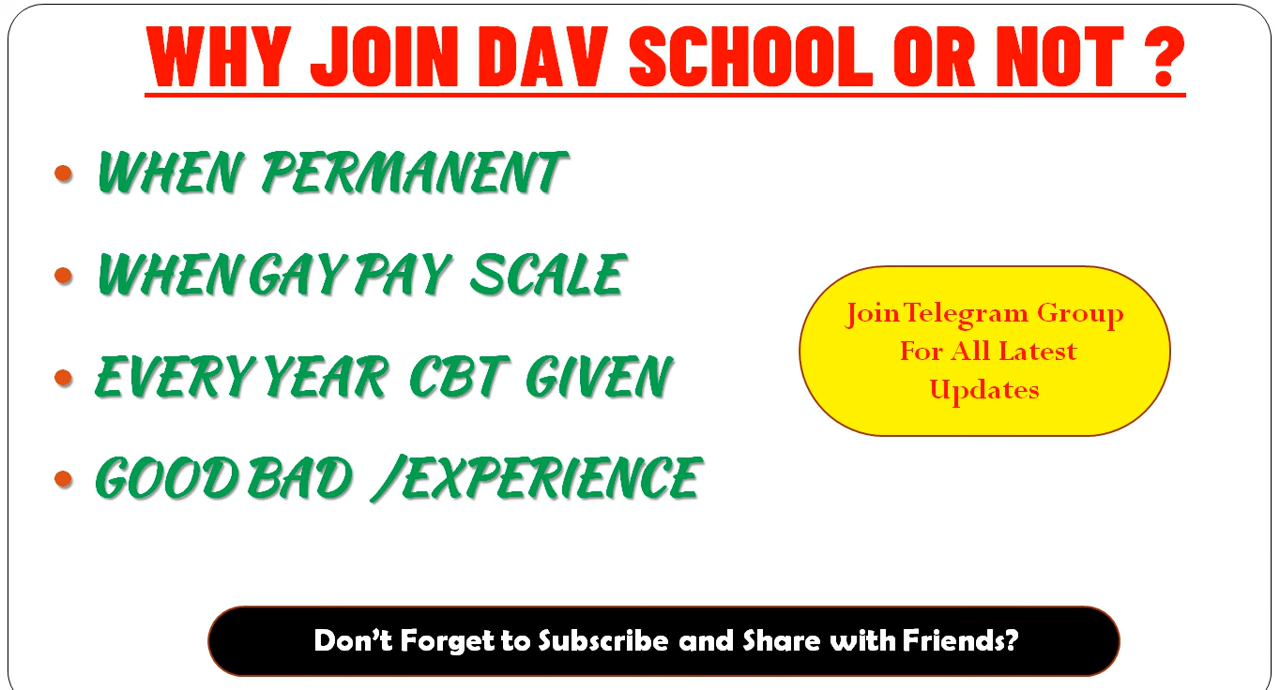 WHY JOIN DAV SCHOOL OR NOT ?
• WHEN PERMANENT
• WHEN GAY PAY SCALE
• EVERY YEAR CBT GIVEN
• GOOD BAD /EXPERIENCE
Join Telegram Group
For All Latest
Updates
Don't Forget to Subscribe and Share with Friends?